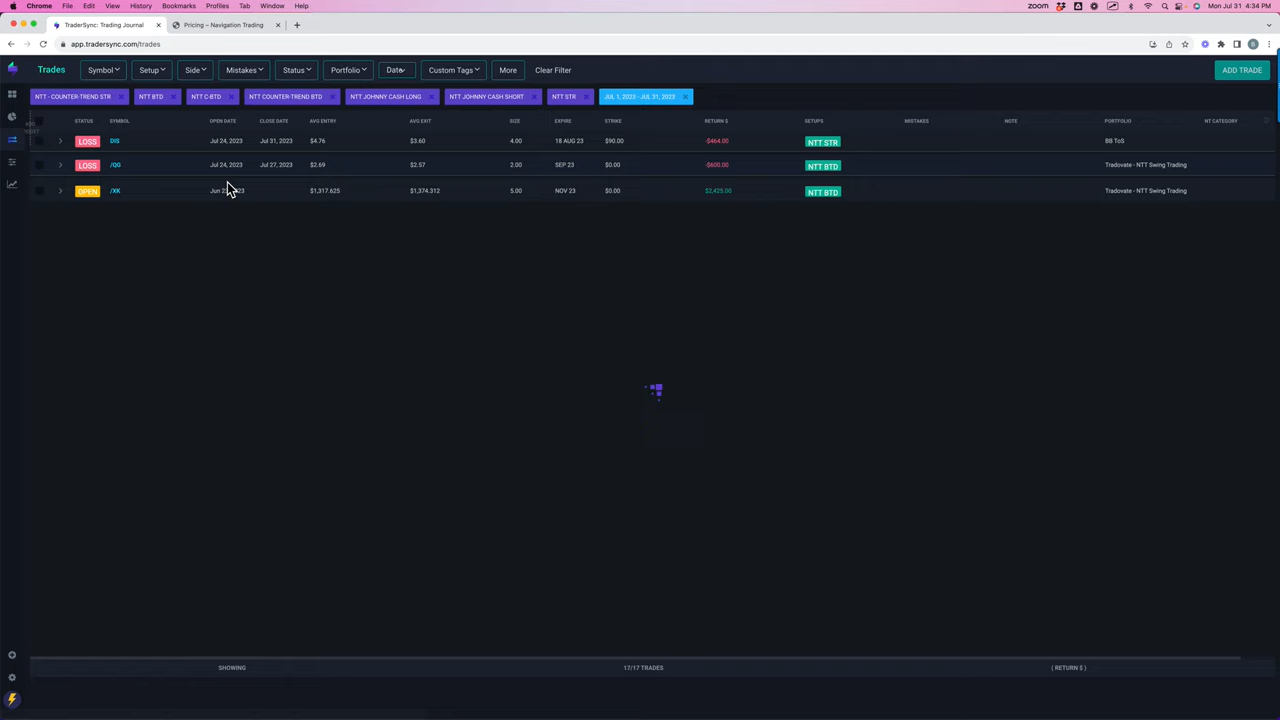 Chrome File Edit View History Bookmarks Profiles Tab Window Help zoom Mon Jul 31 4:34 PM
TraderSync: Trading Journal Pricing – Navigation Trading
app.tradersync.com/trades
Trades Symbol Setup Side Mistakes Status Portfolio Date Custom Tags More Clear Filter ADD TRADE
NTT - COUNTER-TREND STR NTT BTD NTT C-BTD NTT COUNTER-TREND BTD NTT JOHNNY CASH LONG NTT JOHNNY CASH SHORT NTT STR JUL 1, 2023 - JUL 31, 2023
STATUS SYMBOL OPEN DATE CLOSE DATE AVG ENTRY AVG EXIT SIZE EXPIRE STRIKE RETURN $ SETUPS MISTAKES NOTE PORTFOLIO NT CATEGORY
LOSS DIS Jul 24, 2023 Jul 31, 2023 $4.76 $3.60 4.00 18 AUG 23 $90.00 -$464.00 NTT STR BB ToS
LOSS /QG Jul 24, 2023 Jul 27, 2023 $2.69 $2.57 2.00 SEP 23 $0.00 -$600.00 NTT BTD Tradovate - NTT Swing Trading
OPEN /XK $1,317.625 $1,374.312 5.00 NOV 23 $0.00 $2,425.00 NTT BTD Tradovate - NTT Swing Trading
SHOWING 17/17 TRADES ( RETURN $ )